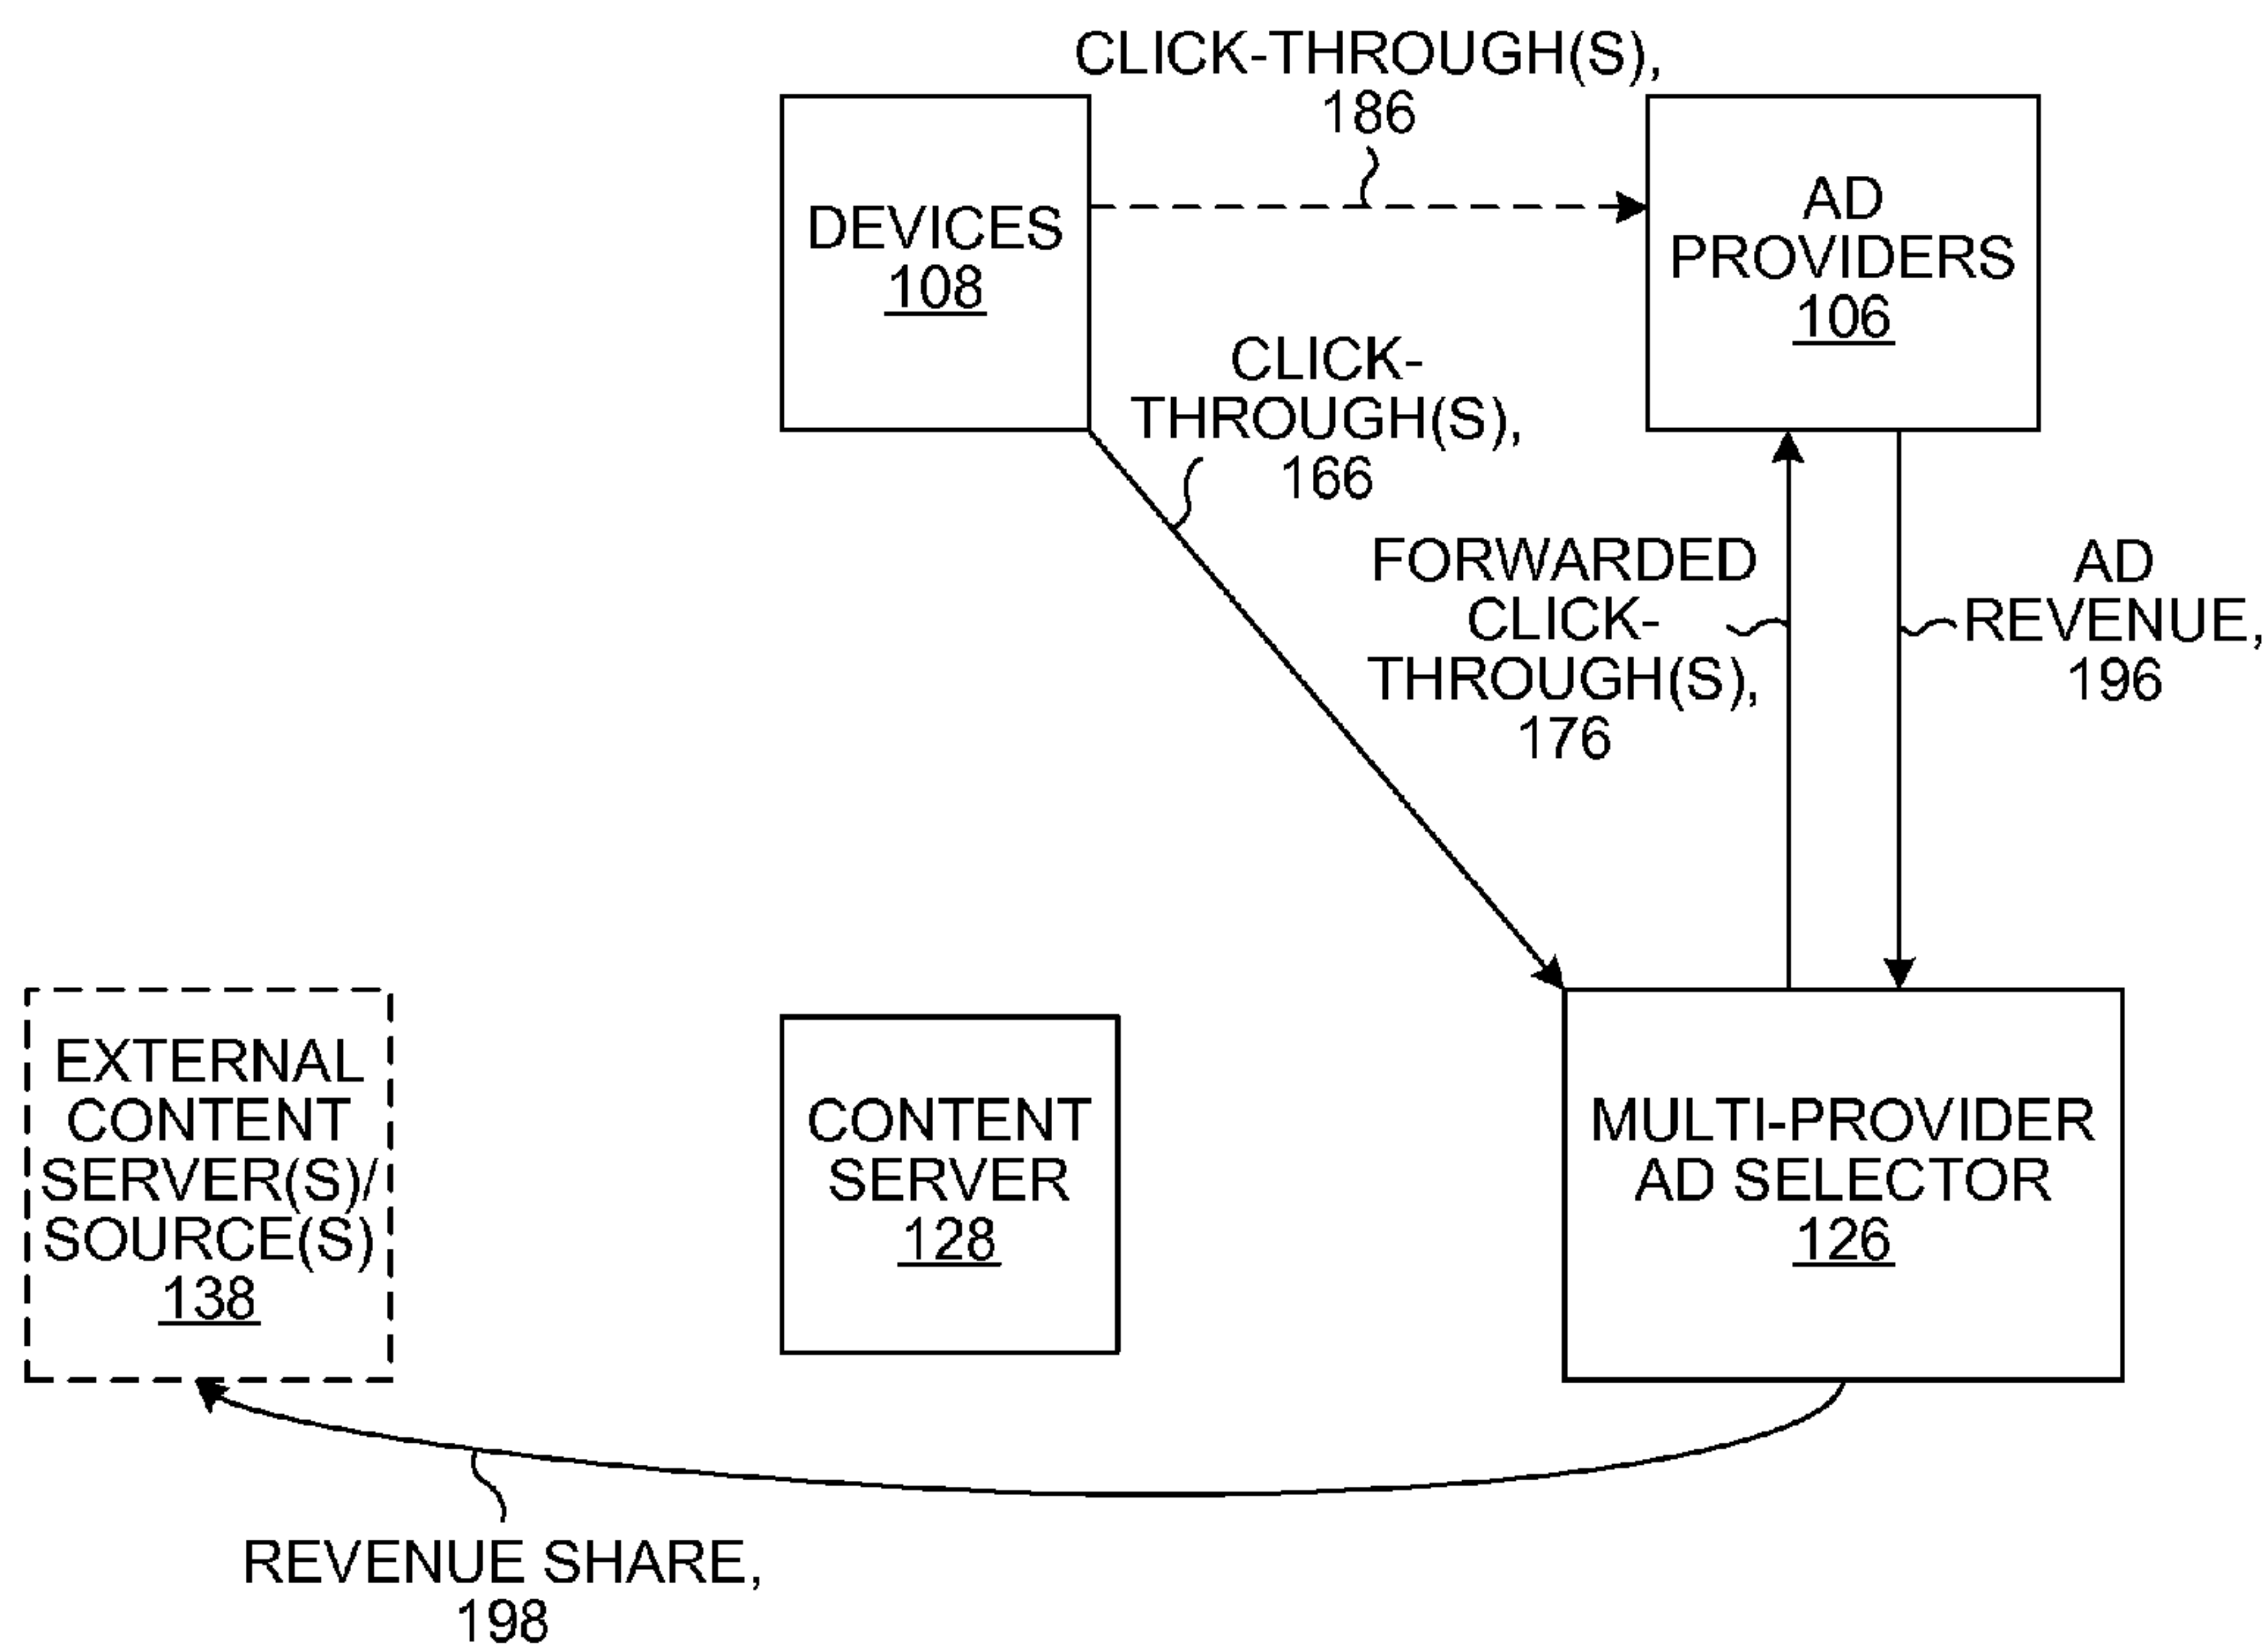 CLICK-THROUGH(S),
186
DEVICES
108
AD
PROVIDERS
106
CLICK-
THROUGH(S),
166
FORWARDED
CLICK-
THROUGH(S),
176
AD
REVENUE,
196
EXTERNAL
CONTENT
SERVER(S)/
SOURCE(S)
138
CONTENT
SERVER
128
MULTI-PROVIDER
AD SELECTOR
126
REVENUE SHARE,
198